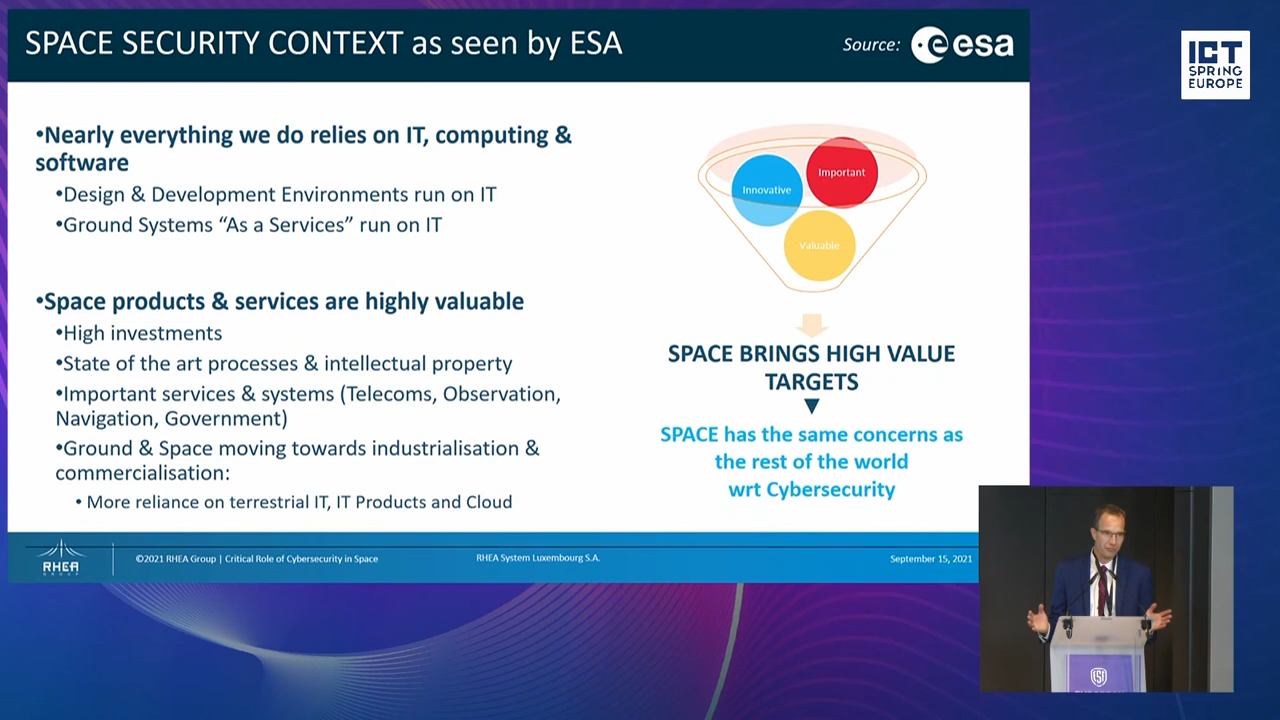 SPACE SECURITY CONTEXT as seen by ESA
Source:
esa
ICT
SPRING
EUROPE
•Nearly everything we do relies on IT, computing &
software
•Design & Development Environments run on IT
•Ground Systems “As a Services” run on IT
•Space products & services are highly valuable
•High investments
•State of the art processes & intellectual property
•Important services & systems (Telecoms, Observation,
Navigation, Government)
•Ground & Space moving towards industrialisation &
commercialisation:
• More reliance on terrestrial IT, IT Products and Cloud
Innovative
Important
Valuable
SPACE BRINGS HIGH VALUE
TARGETS
SPACE has the same concerns as
the rest of the world
wrt Cybersecurity
RHEA
GROUP
©2021 RHEA Group | Critical Role of Cybersecurity in Space
RHEA System Luxembourg S.A.
September 15, 2021